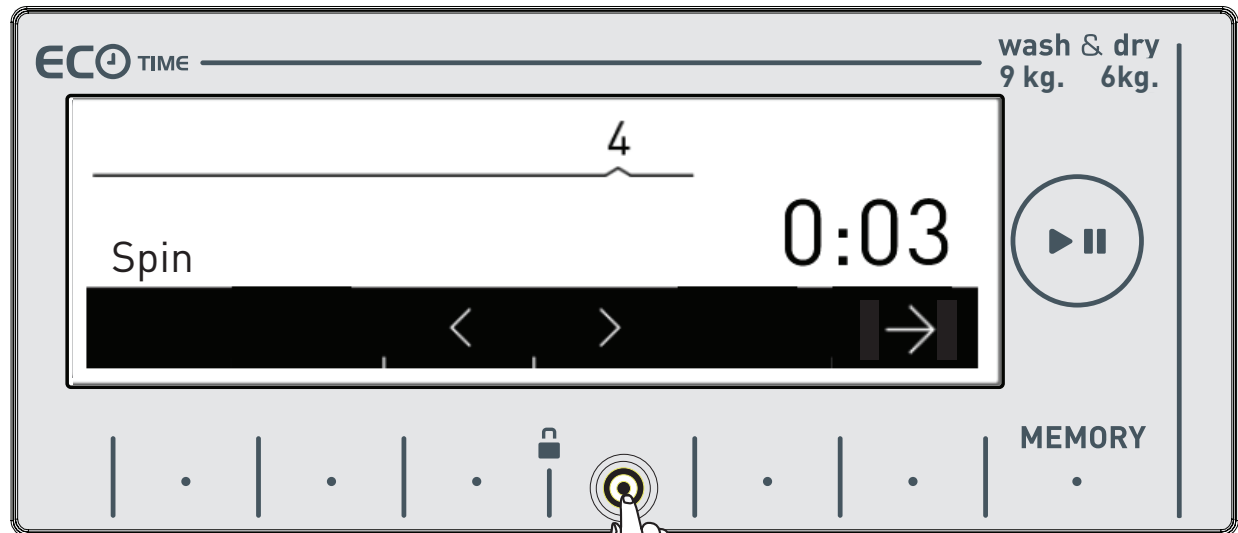 ECO TIME
wash & dry
9 kg. 6kg.
4
0:03
Spin
MEMORY